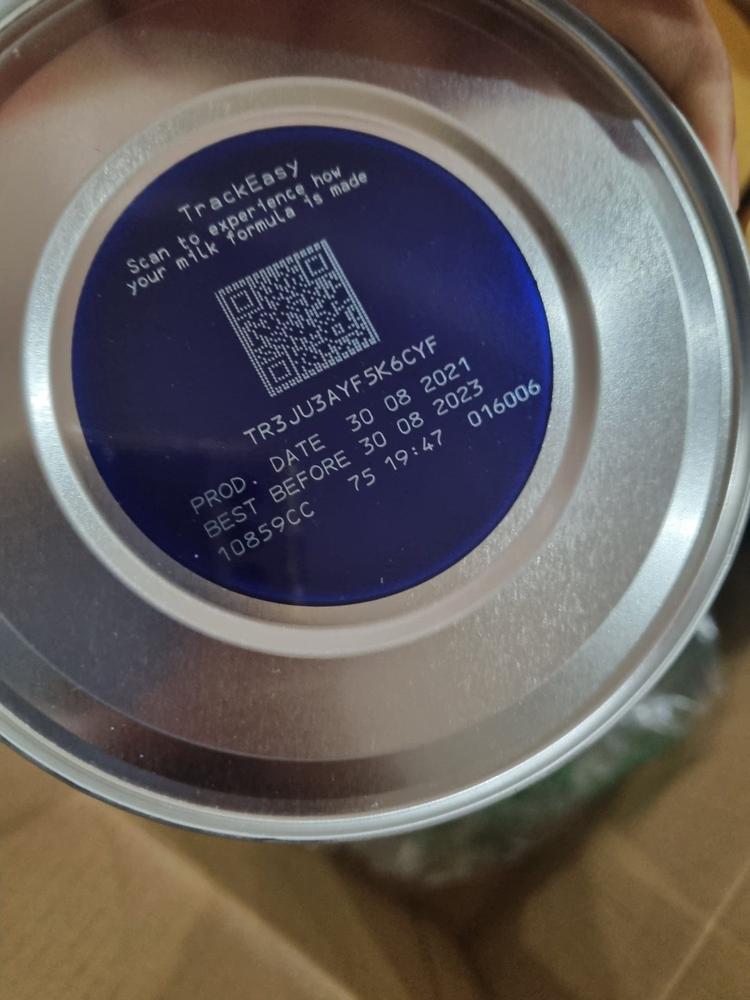 TrackEasy
Scan to experience how
your milk formula is made
TR3JU3AYF5K6CYF
PROD. DATE 30 08 2021
BEST BEFORE 30 08 2023
10859CC 75 19:47 016006